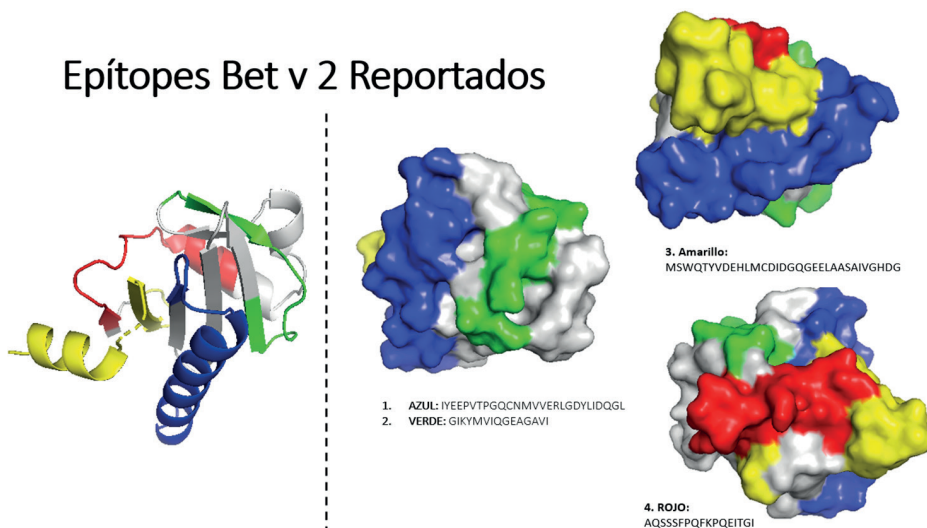 Epítopes Bet v 2 Reportados
1. AZUL: IYEEPVTPGQCNMVVERLGDYLIDQGL
2. VERDE: GIKYMVIQGEAGAVI
3. Amarillo:
MSWQTYVDEHLMCDIDGQGEELAASAIVGHDG
4. ROJO:
AQSSSFPQFKPQEITGI